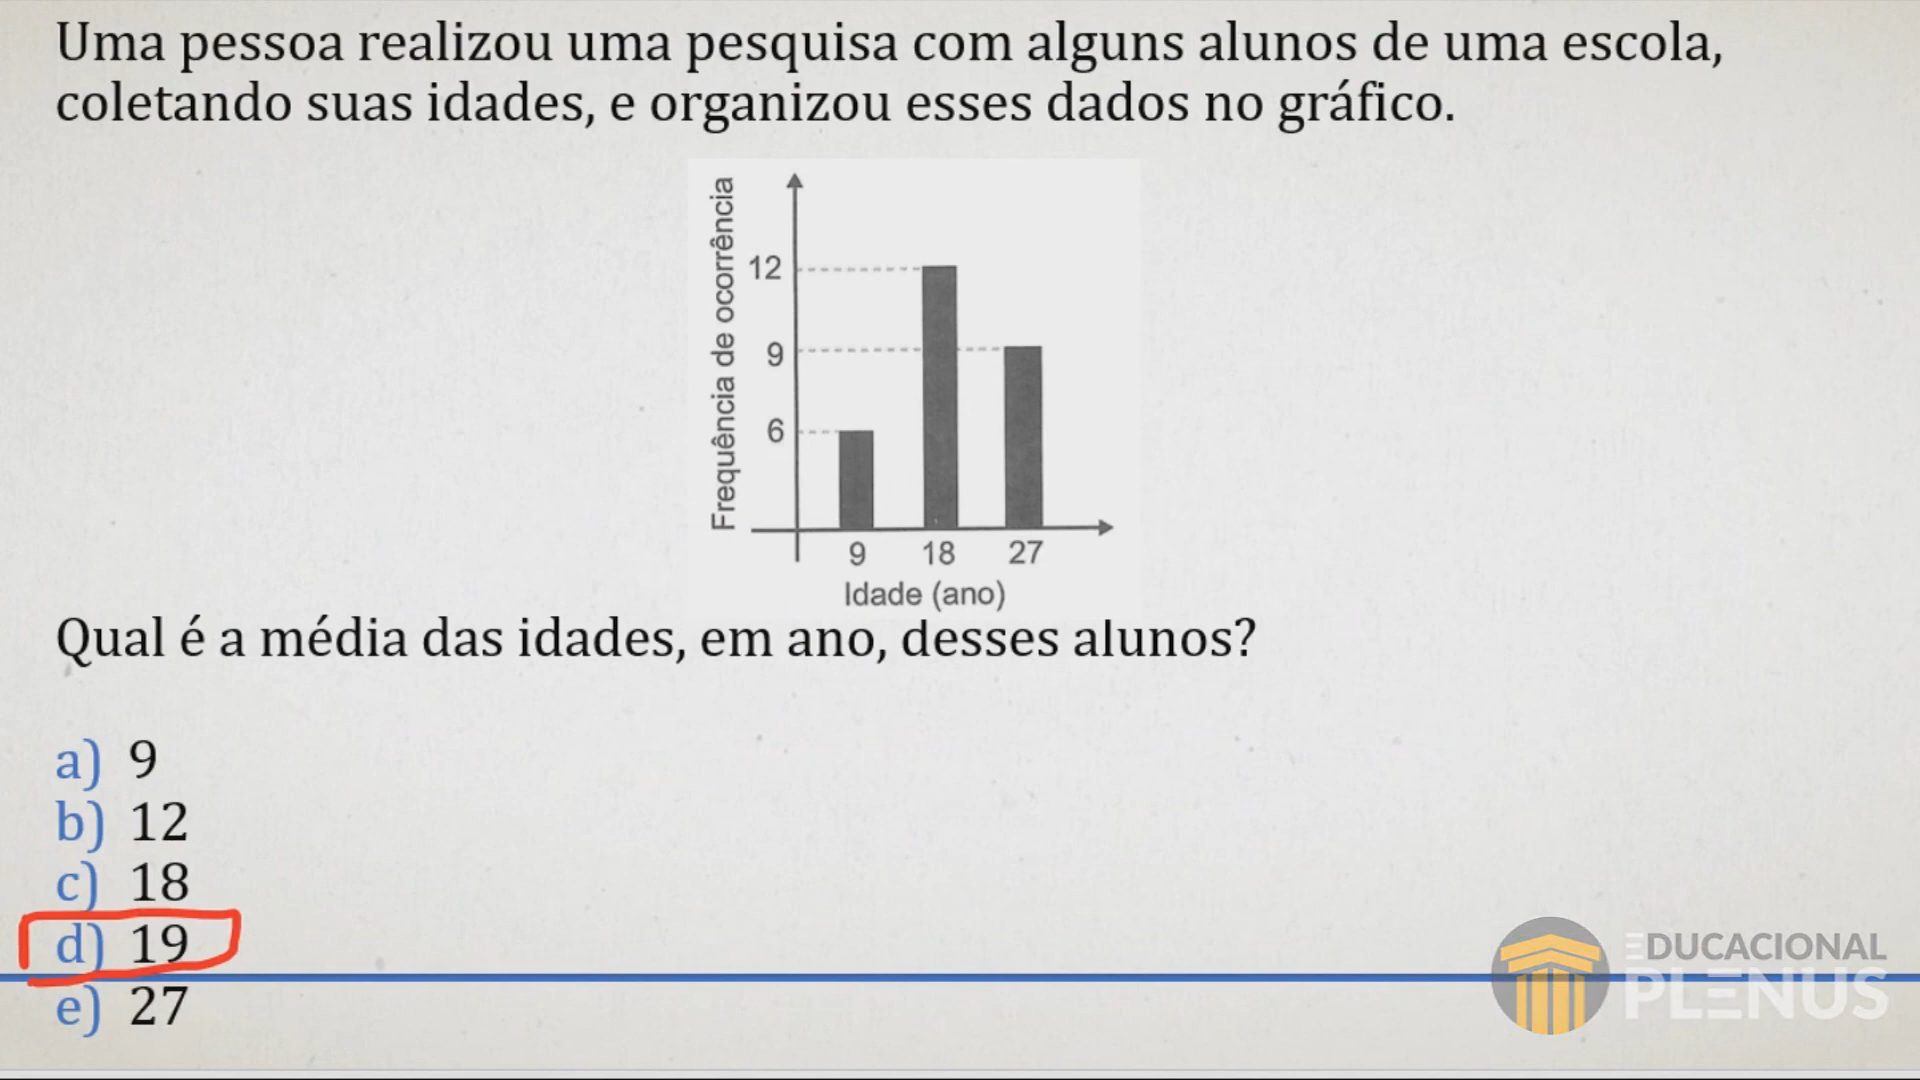 Uma pessoa realizou uma pesquisa com alguns alunos de uma escola,
coletando suas idades, e organizou esses dados no gráfico.
Frequência de ocorrência
12
9
6
9 18 27
Idade (ano)
Qual é a média das idades, em ano, desses alunos?
a) 9
b) 12
c) 18
d) 19
e) 27
EDUCACIONAL
PLENUS